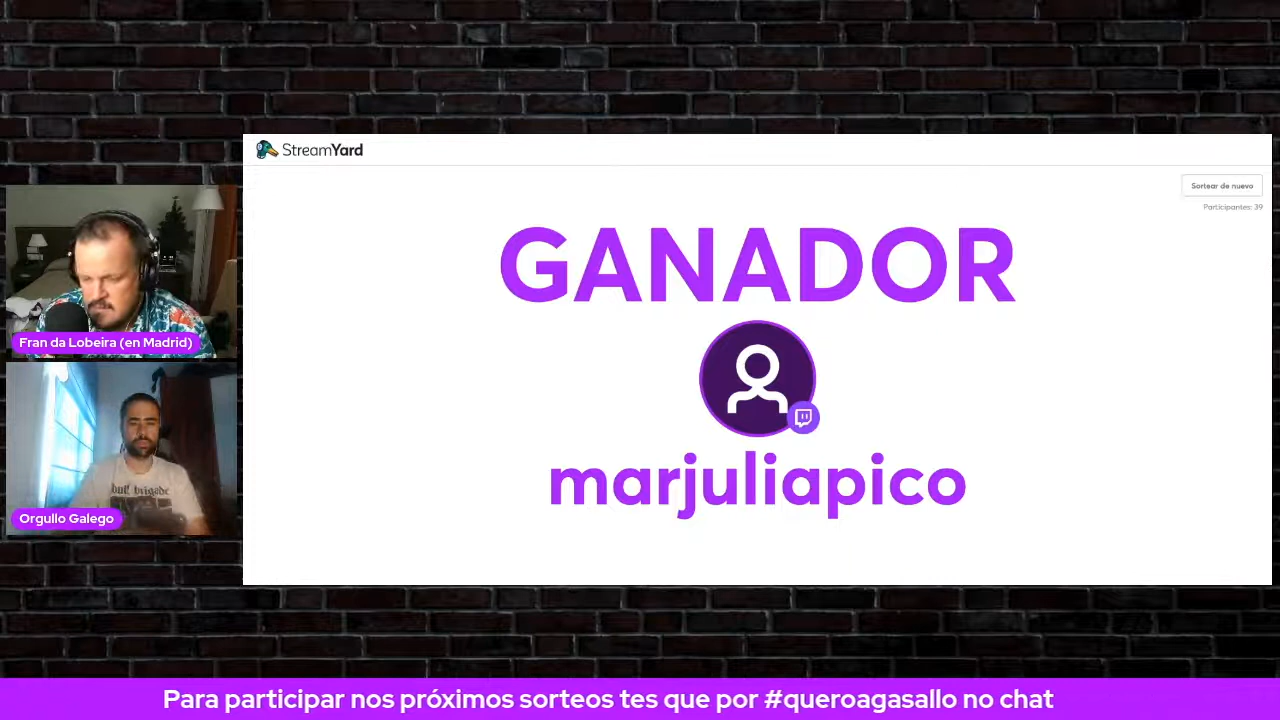 StreamYard
Sortear de nuevo
Participantes: 39
GANADOR
marjuliapico
Fran da Lobeira (en Madrid)
Orgullo Galego
Para participar nos próximos sorteos tes que por #queroagasallo no chat